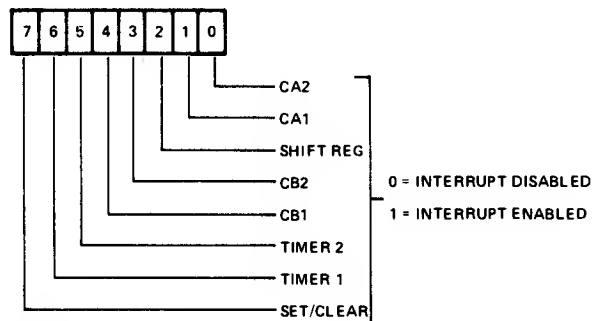 7 6 5 4 3 2 1 0
CA2
CA1
SHIFT REG
CB2
CB1
TIMER 2
TIMER 1
SET/CLEAR
0 = INTERRUPT DISABLED
1 = INTERRUPT ENABLED